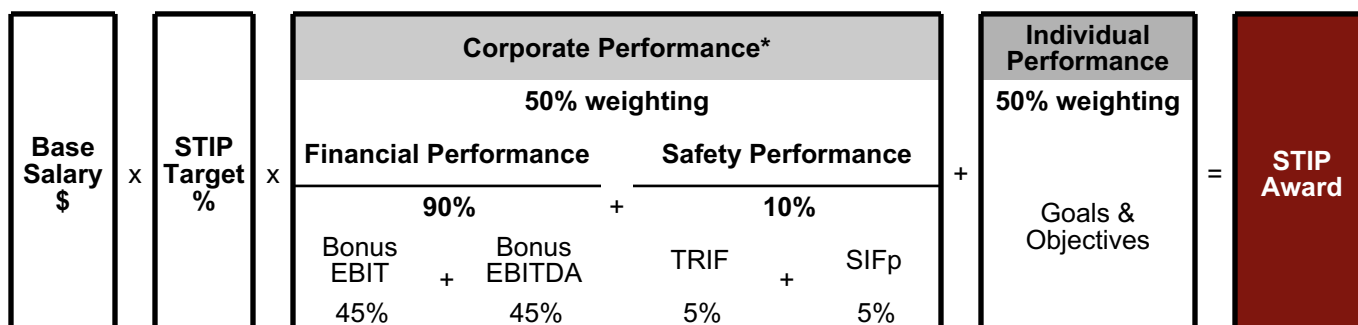 Base
Salary
$
x
STIP
Target
%
x
Corporate Performance*
50% weighting
Financial Performance
Safety Performance
90%
+
10%
Bonus
EBIT
+
Bonus
EBITDA
TRIF
+
SIFp
45%
45%
5%
5%
+
Individual
Performance
50% weighting
Goals &
Objectives
=
STIP
Award